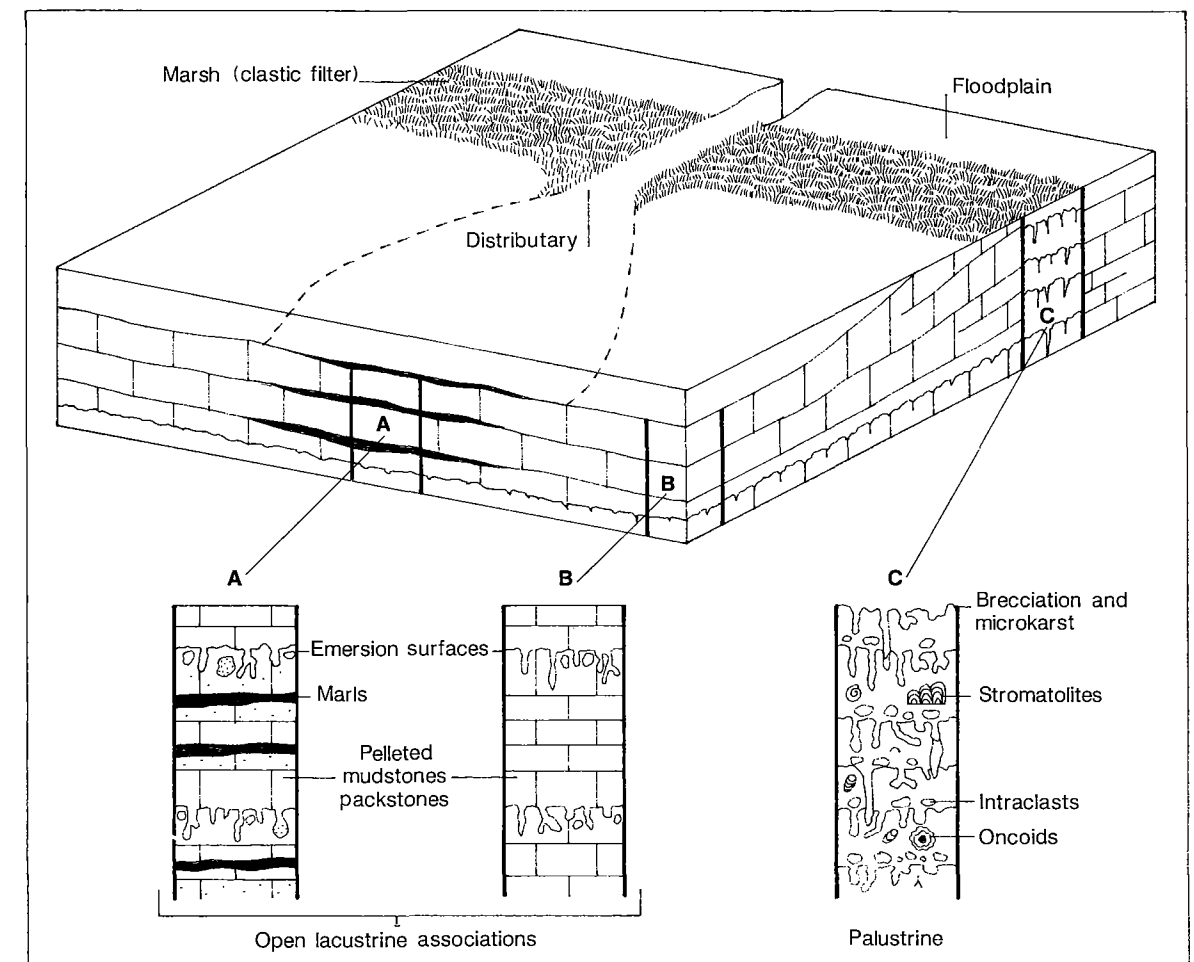 Marsh (clastic filter)
Floodplain
Distributary
A
B
C
A
B
C
Emersion surfaces
Marls
Pelleted
mudstones
packstones
Brecciation and
microkarst
Stromatolites
Intraclasts
Oncoids
Open lacustrine associations
Palustrine